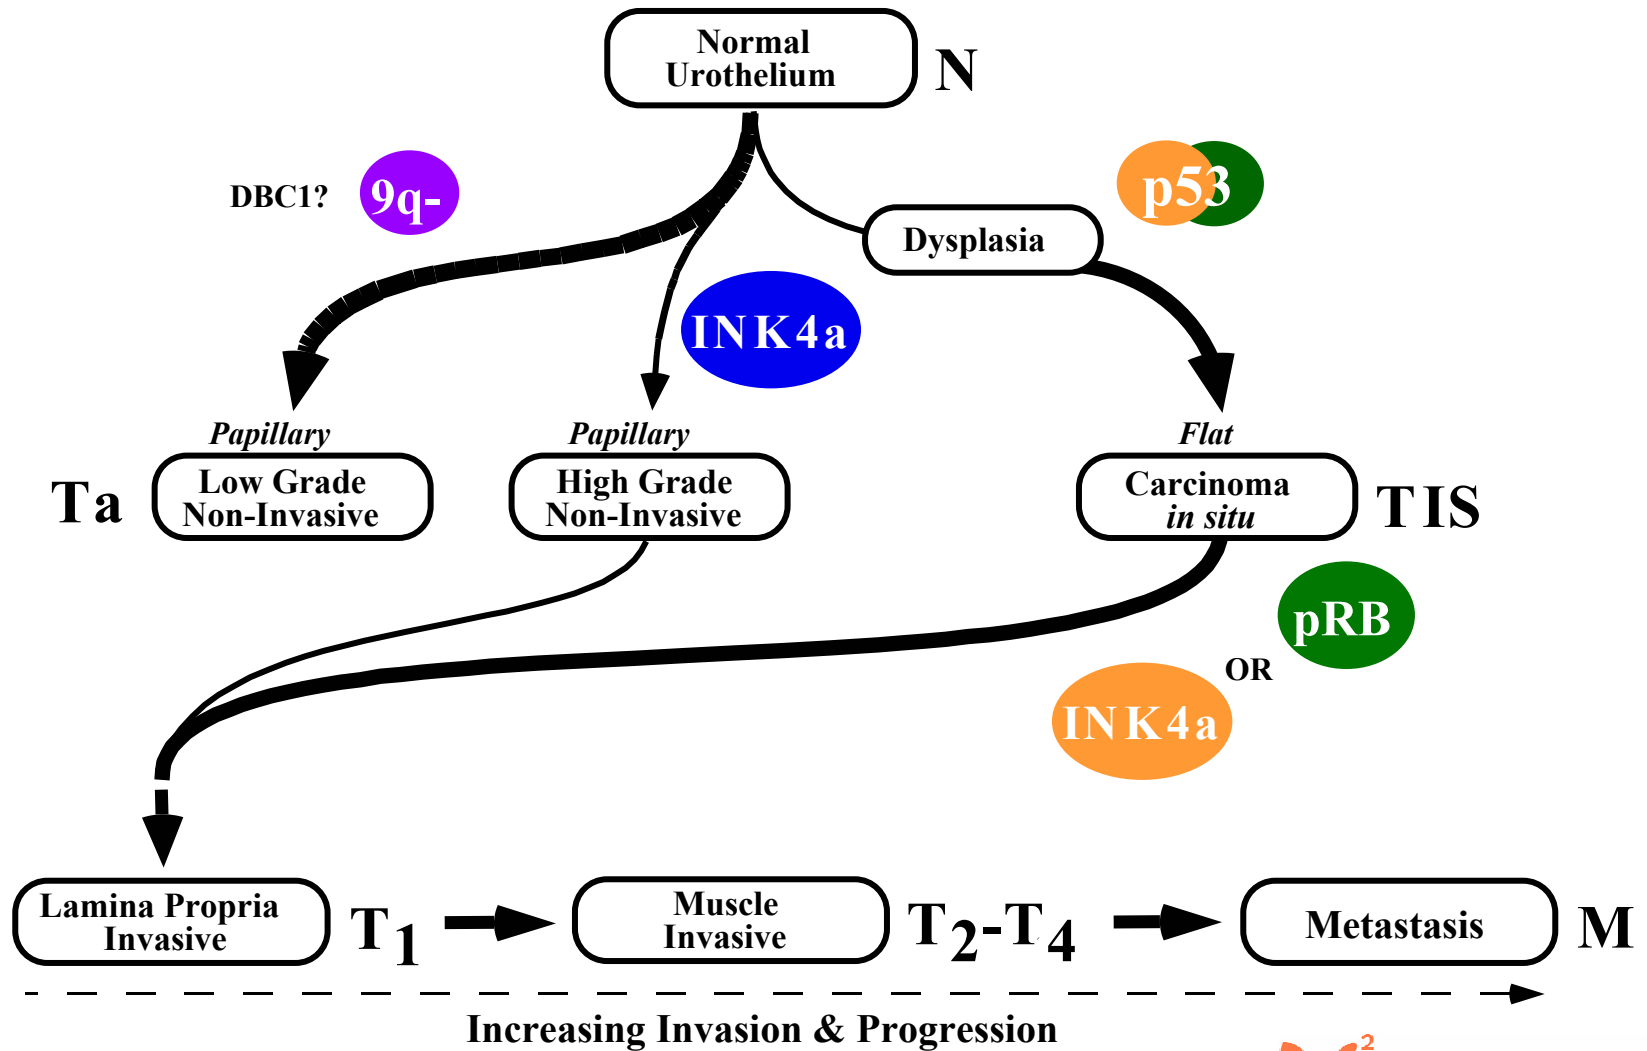 Normal
Urothelium
N
DBC1?
9q-
p53
Dysplasia
INK4a
Papillary
Papillary
Flat
Ta
Low Grade
Non-Invasive
High Grade
Non-Invasive
Carcinoma
in situ
TIS
pRB
OR
INK4a
Lamina Propria
Invasive
T1
Muscle
Invasive
T2-T4
Metastasis
M
Increasing Invasion & Progression
2